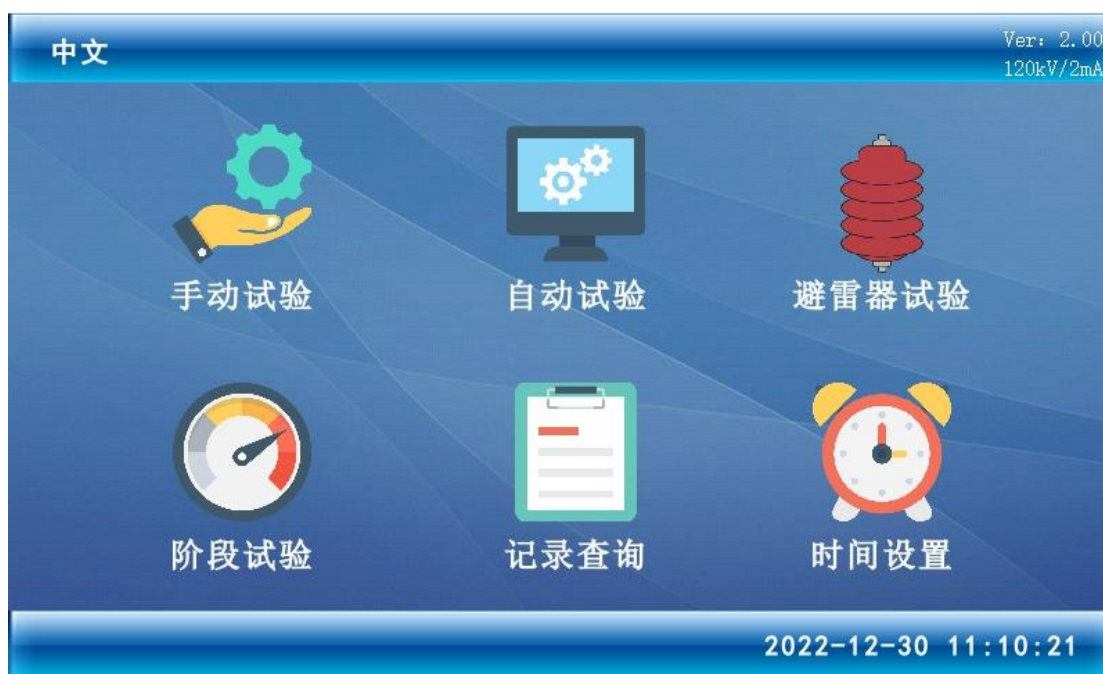 中文
Ver: 2.00
120kV/2mA
手动试验
自动试验
避雷器试验
阶段试验
记录查询
时间设置
2022-12-30 11:10:21